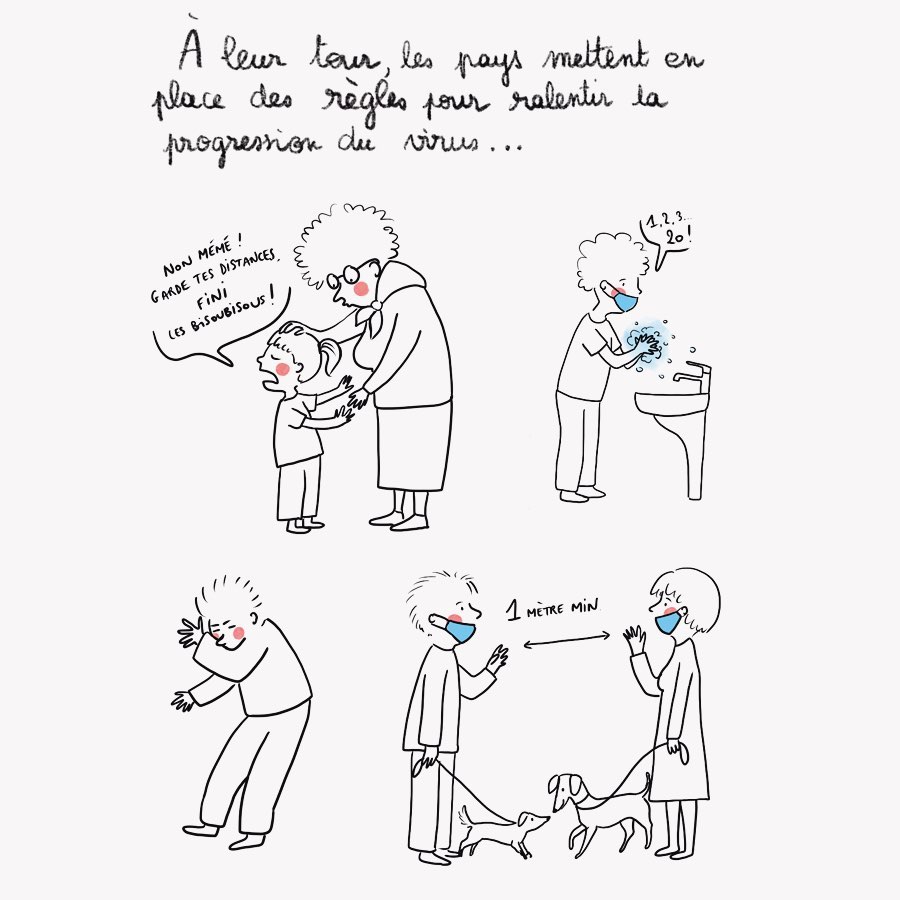 À leur tour, les pays mettent en
place des règles pour ralentir la
progression du virus...
NON MÉMÉ !
GARDE TES DISTANCES,
FINI
LES BISOUBISOUS !
1, 2, 3...
20 !
1 MÈTRE MIN.